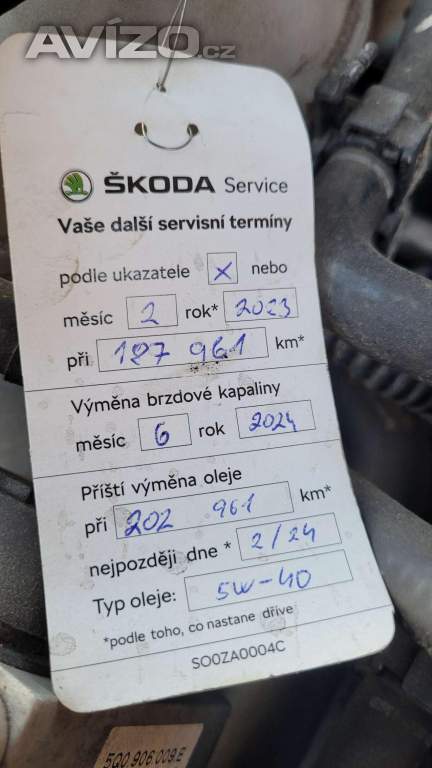 AVÍZO.cz
ŠKODA Service
Vaše další servisní termíny
podle ukazatele x nebo
měsíc 2 rok* 2023
při 187 961 km*
Výměna brzdové kapaliny
měsíc 6 rok 2024
Příští výměna oleje
při 202 961 km*
nejpozději dne * 2/24
Typ oleje: 5W-40
*podle toho, co nastane dříve
SO0ZA0004C
5Q0.906.009.E